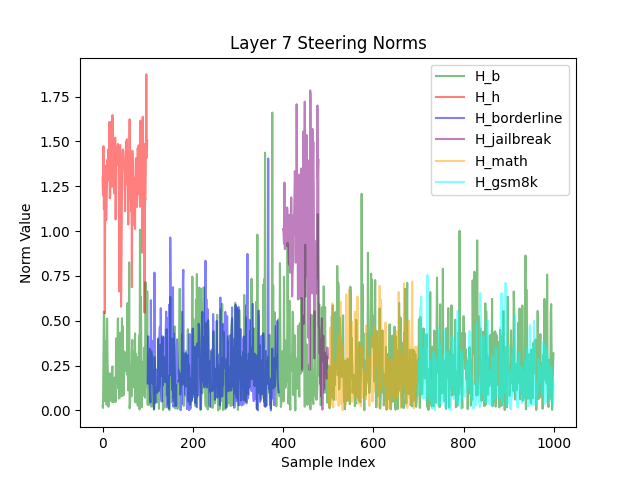 Layer 7 Steering Norms
Norm Value
1.75
1.50
1.25
1.00
0.75
0.50
0.25
0.00
H_b
H_h
H_borderline
H_jailbreak
H_math
H_gsm8k
0 200 400 600 800 1000
Sample Index